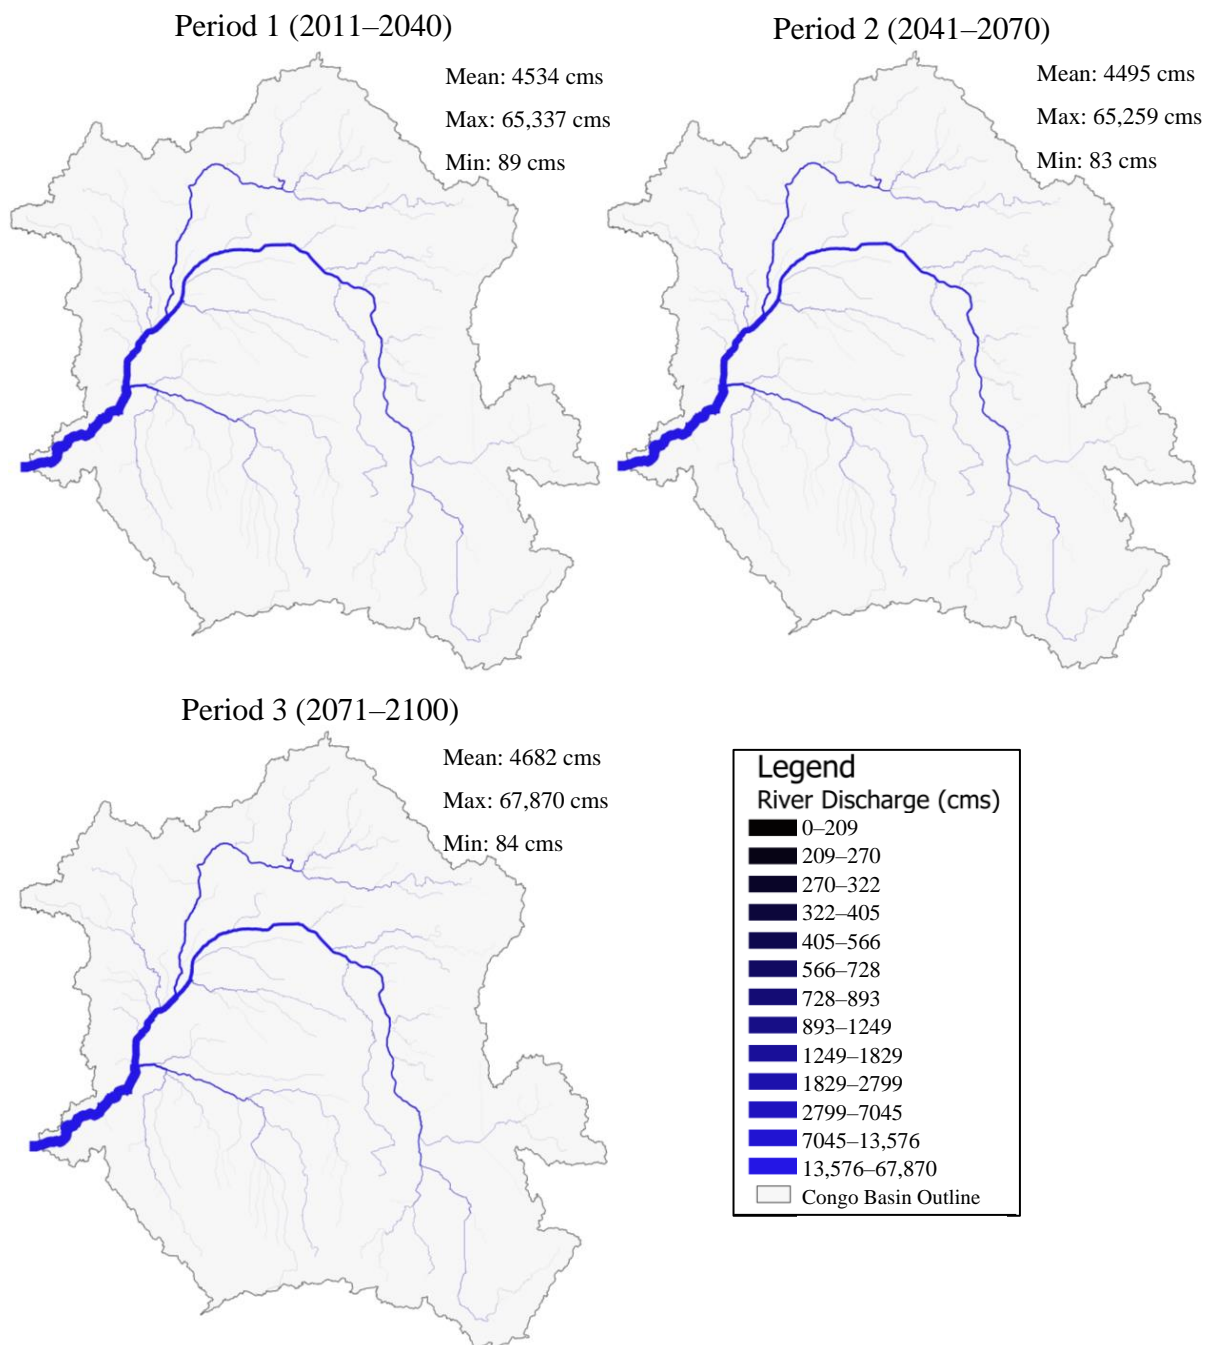 Period 1 (2011–2040)
Mean: 4534 cms
Max: 65,337 cms
Min: 89 cms
Period 2 (2041–2070)
Mean: 4495 cms
Max: 65,259 cms
Min: 83 cms
Period 3 (2071–2100)
Mean: 4682 cms
Max: 67,870 cms
Min: 84 cms
Legend
River Discharge (cms)
0–209
209–270
270–322
322–405
405–566
566–728
728–893
893–1249
1249–1829
1829–2799
2799–7045
7045–13,576
13,576–67,870
Congo Basin Outline